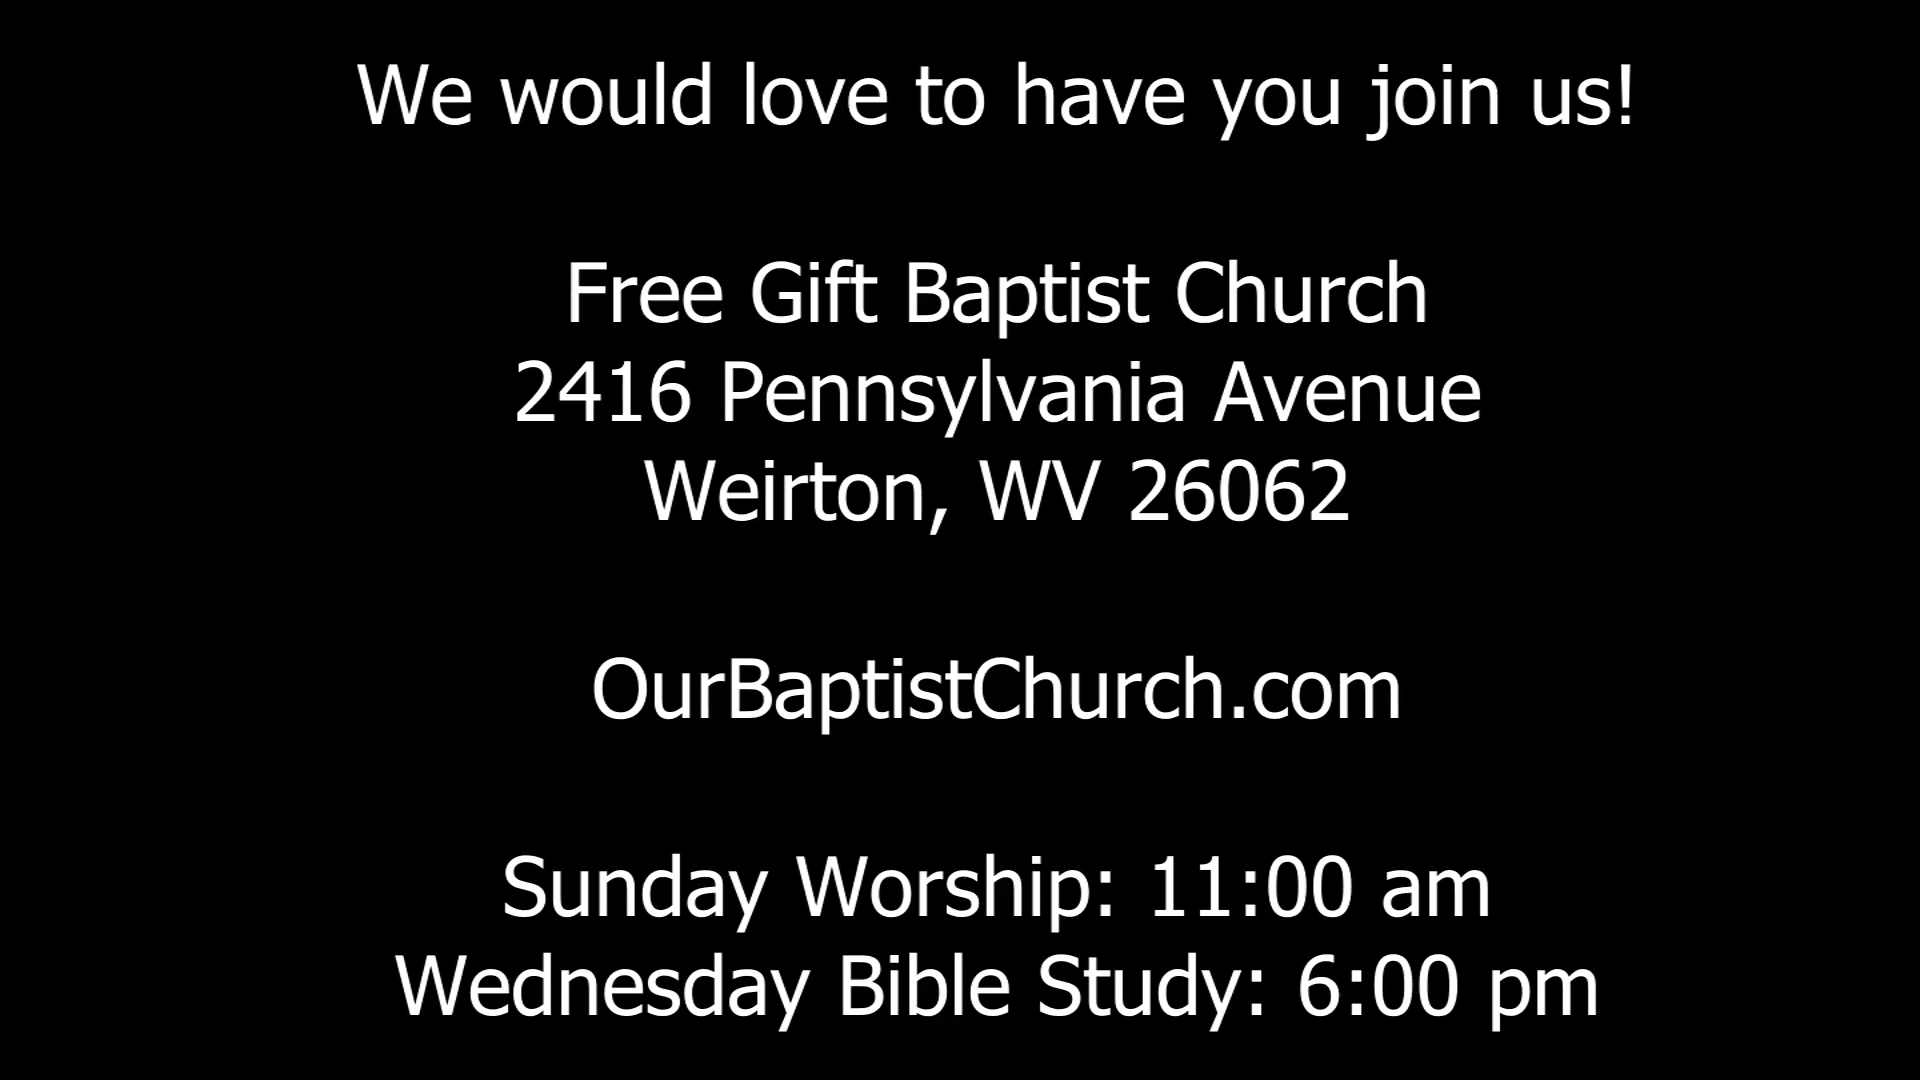 We would love to have you join us!
Free Gift Baptist Church
2416 Pennsylvania Avenue
Weirton, WV 26062
OurBaptistChurch.com
Sunday Worship: 11:00 am
Wednesday Bible Study: 6:00 pm